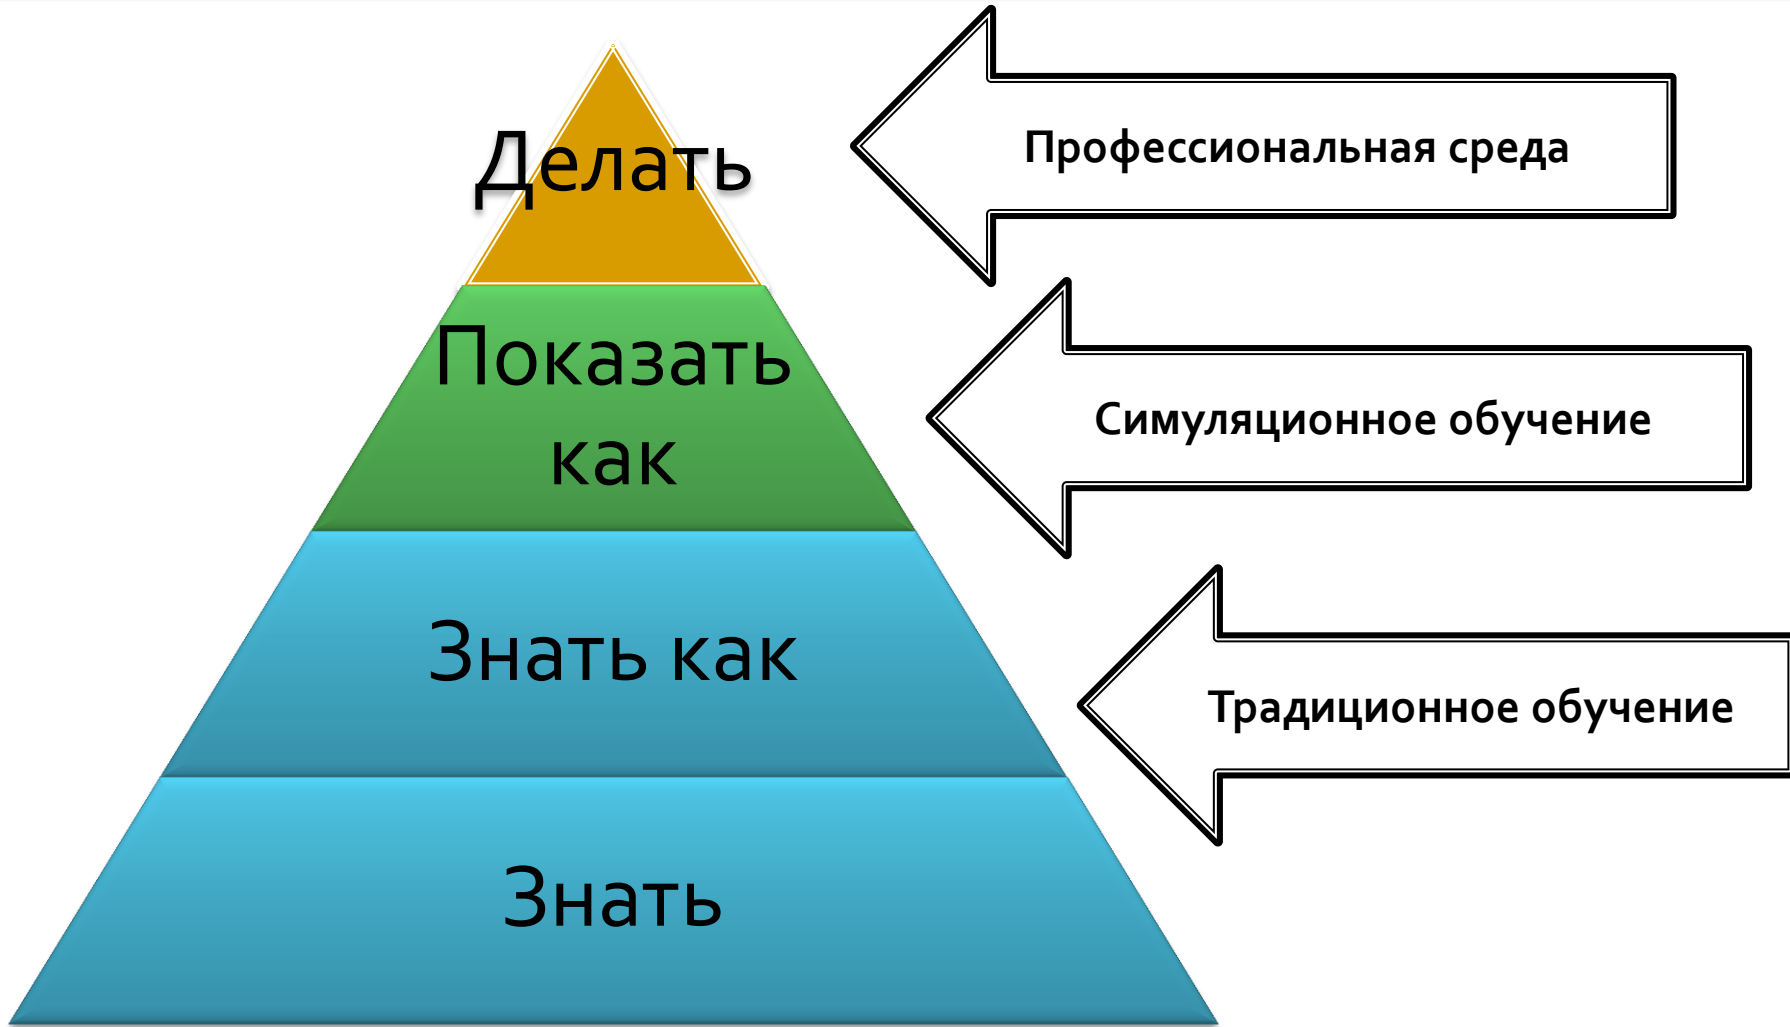 Делать
Профессиональная среда
Показать
как
Симуляционное обучение
Знать как
Традиционное обучение
Знать